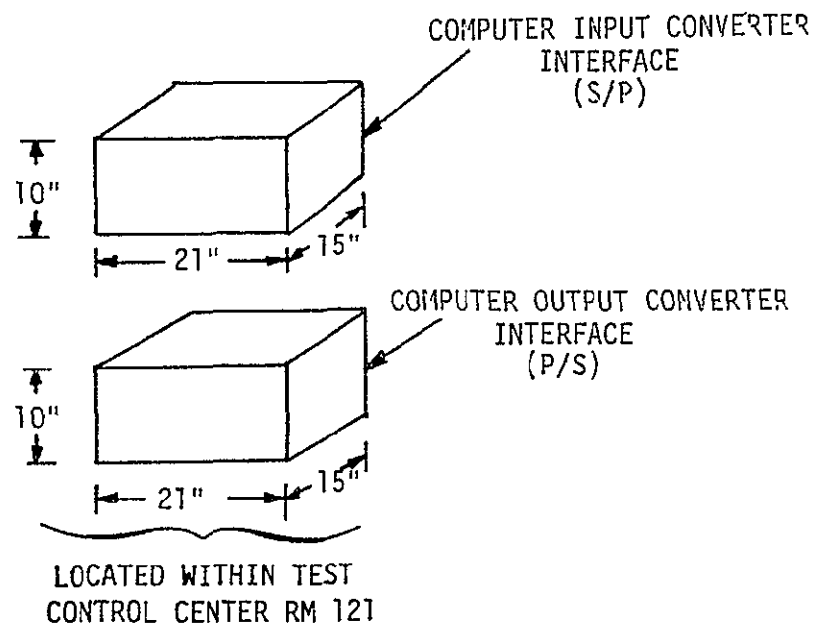 COMPUTER INPUT CONVERTER
INTERFACE
(S/P)
10"
21"
15"
COMPUTER OUTPUT CONVERTER
INTERFACE
(P/S)
10"
21"
15"
LOCATED WITHIN TEST
CONTROL CENTER RM 121